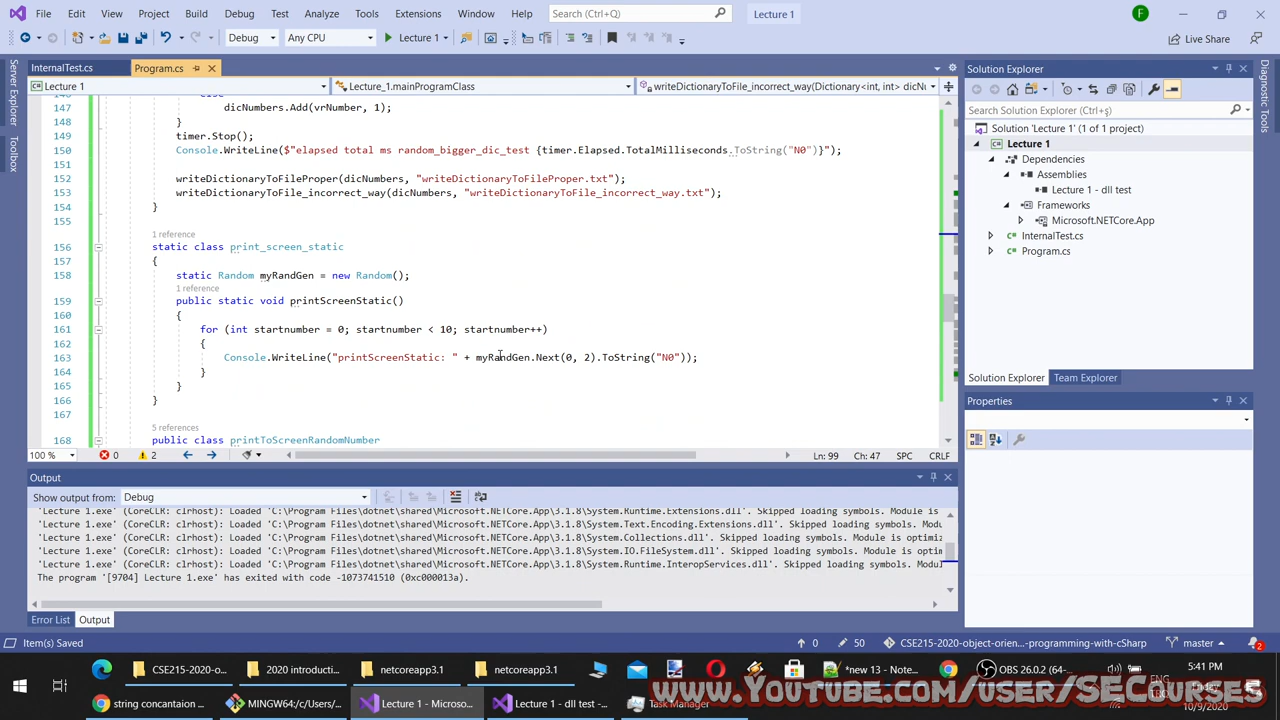 File Edit View Project Build Debug Test Analyze Tools Extensions Window Help Search (Ctrl+Q) Lecture 1 F
Debug Any CPU Lecture 1 Live Share
Server Explorer
Toolbox
InternalTest.cs Program.cs
Lecture 1 Lecture_1.mainProgramClass writeDictionaryToFile_incorrect_way(Dictionary<int, int> dicNu
146 else
147 dicNumbers.Add(vrNumber, 1);
148 }
149 timer.Stop();
150 Console.WriteLine($"elapsed total ms random_bigger_dic_test {timer.Elapsed.TotalMilliseconds.ToString("N0")}");
151
152 writeDictionaryToFileProper(dicNumbers, "writeDictionaryToFileProper.txt");
153 writeDictionaryToFile_incorrect_way(dicNumbers, "writeDictionaryToFile_incorrect_way.txt");
154 }
155
1 reference
156 static class print_screen_static
157 {
158 static Random myRandGen = new Random();
1 reference
159 public static void printScreenStatic()
160 {
161 for (int startnumber = 0; startnumber < 10; startnumber++)
162 {
163 Console.WriteLine("printScreenStatic: " + myRandGen.Next(0, 2).ToString("N0"));
164 }
165 }
166 }
167
5 references
168 public class printToScreenRandomNumber
100 % 0 2 Ln: 99 Ch: 47 SPC CRLF
Output
Show output from: Debug
'Lecture 1.exe' (CoreCLR: clrhost): Loaded 'C:\Program Files\dotnet\shared\Microsoft.NETCore.App\3.1.8\System.Runtime.Extensions.dll'. Skipped loading symbols. Module is
'Lecture 1.exe' (CoreCLR: clrhost): Loaded 'C:\Program Files\dotnet\shared\Microsoft.NETCore.App\3.1.8\System.Text.Encoding.Extensions.dll'. Skipped loading symbols. Modu
'Lecture 1.exe' (CoreCLR: clrhost): Loaded 'C:\Program Files\dotnet\shared\Microsoft.NETCore.App\3.1.8\System.Collections.dll'. Skipped loading symbols. Module is optimiz
'Lecture 1.exe' (CoreCLR: clrhost): Loaded 'C:\Program Files\dotnet\shared\Microsoft.NETCore.App\3.1.8\System.IO.FileSystem.dll'. Skipped loading symbols. Module is optim
'Lecture 1.exe' (CoreCLR: clrhost): Loaded 'C:\Program Files\dotnet\shared\Microsoft.NETCore.App\3.1.8\System.Runtime.InteropServices.dll'. Skipped loading symbols. Modul
The program '[9704] Lecture 1.exe' has exited with code -1073741510 (0xc000013a).
Error List Output
Solution Explorer
Search Solution Explorer (Ctrl+ş)
Solution 'Lecture 1' (1 of 1 project)
Lecture 1
Dependencies
Assemblies
Lecture 1 - dll test
Frameworks
Microsoft.NETCore.App
InternalTest.cs
Program.cs
Solution Explorer Team Explorer
Properties
Diagnostic Tools
Item(s) Saved 0 50 CSE215-2020-object-orien...-programming-with-cSharp master 2
CSE215-2020-o... 2020 introducti... netcoreapp3.1 netcoreapp3.1 *new 13 - Note... OBS 26.0.2 (64-... ENG 5:41 PM
string concantaion ... MINGW64:/c/Users/... Lecture 1 - Microso... Lecture 1 - dll test -... Task Manager 10/9/2020
www.YouTube.com/user/SECourses